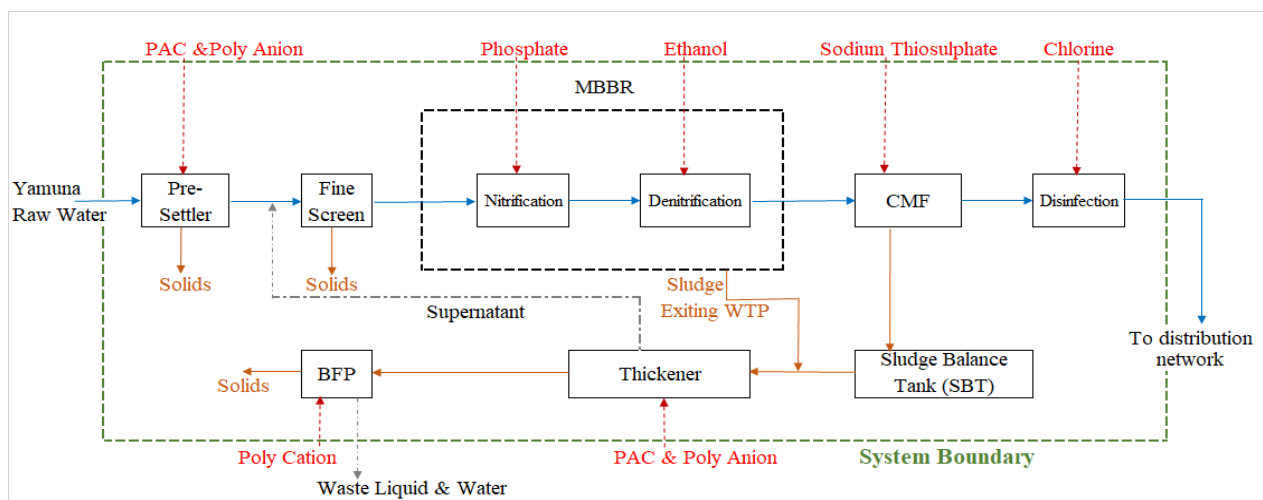 PAC &Poly Anion
Phosphate
Ethanol
Sodium Thiosulphate
Chlorine
MBBR
Yamuna
Raw Water
Pre-
Settler
Fine
Screen
Nitrification
Denitrification
CMF
Disinfection
Solids
Solids
Sludge
Exiting WTP
Supernatant
To distribution
network
Solids
BFP
Thickener
Sludge Balance
Tank (SBT)
Poly Cation
PAC & Poly Anion
System Boundary
Waste Liquid & Water